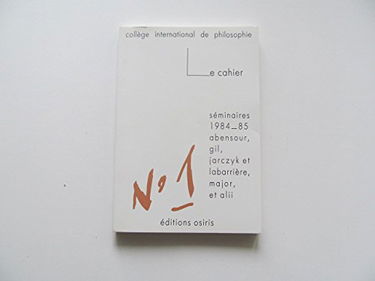 collège international de philosophie
Le cahier
séminaires
1984_85
abensour,
gil,
jarczyk et
labarrière,
major,
et alii
No 1
éditions osiris